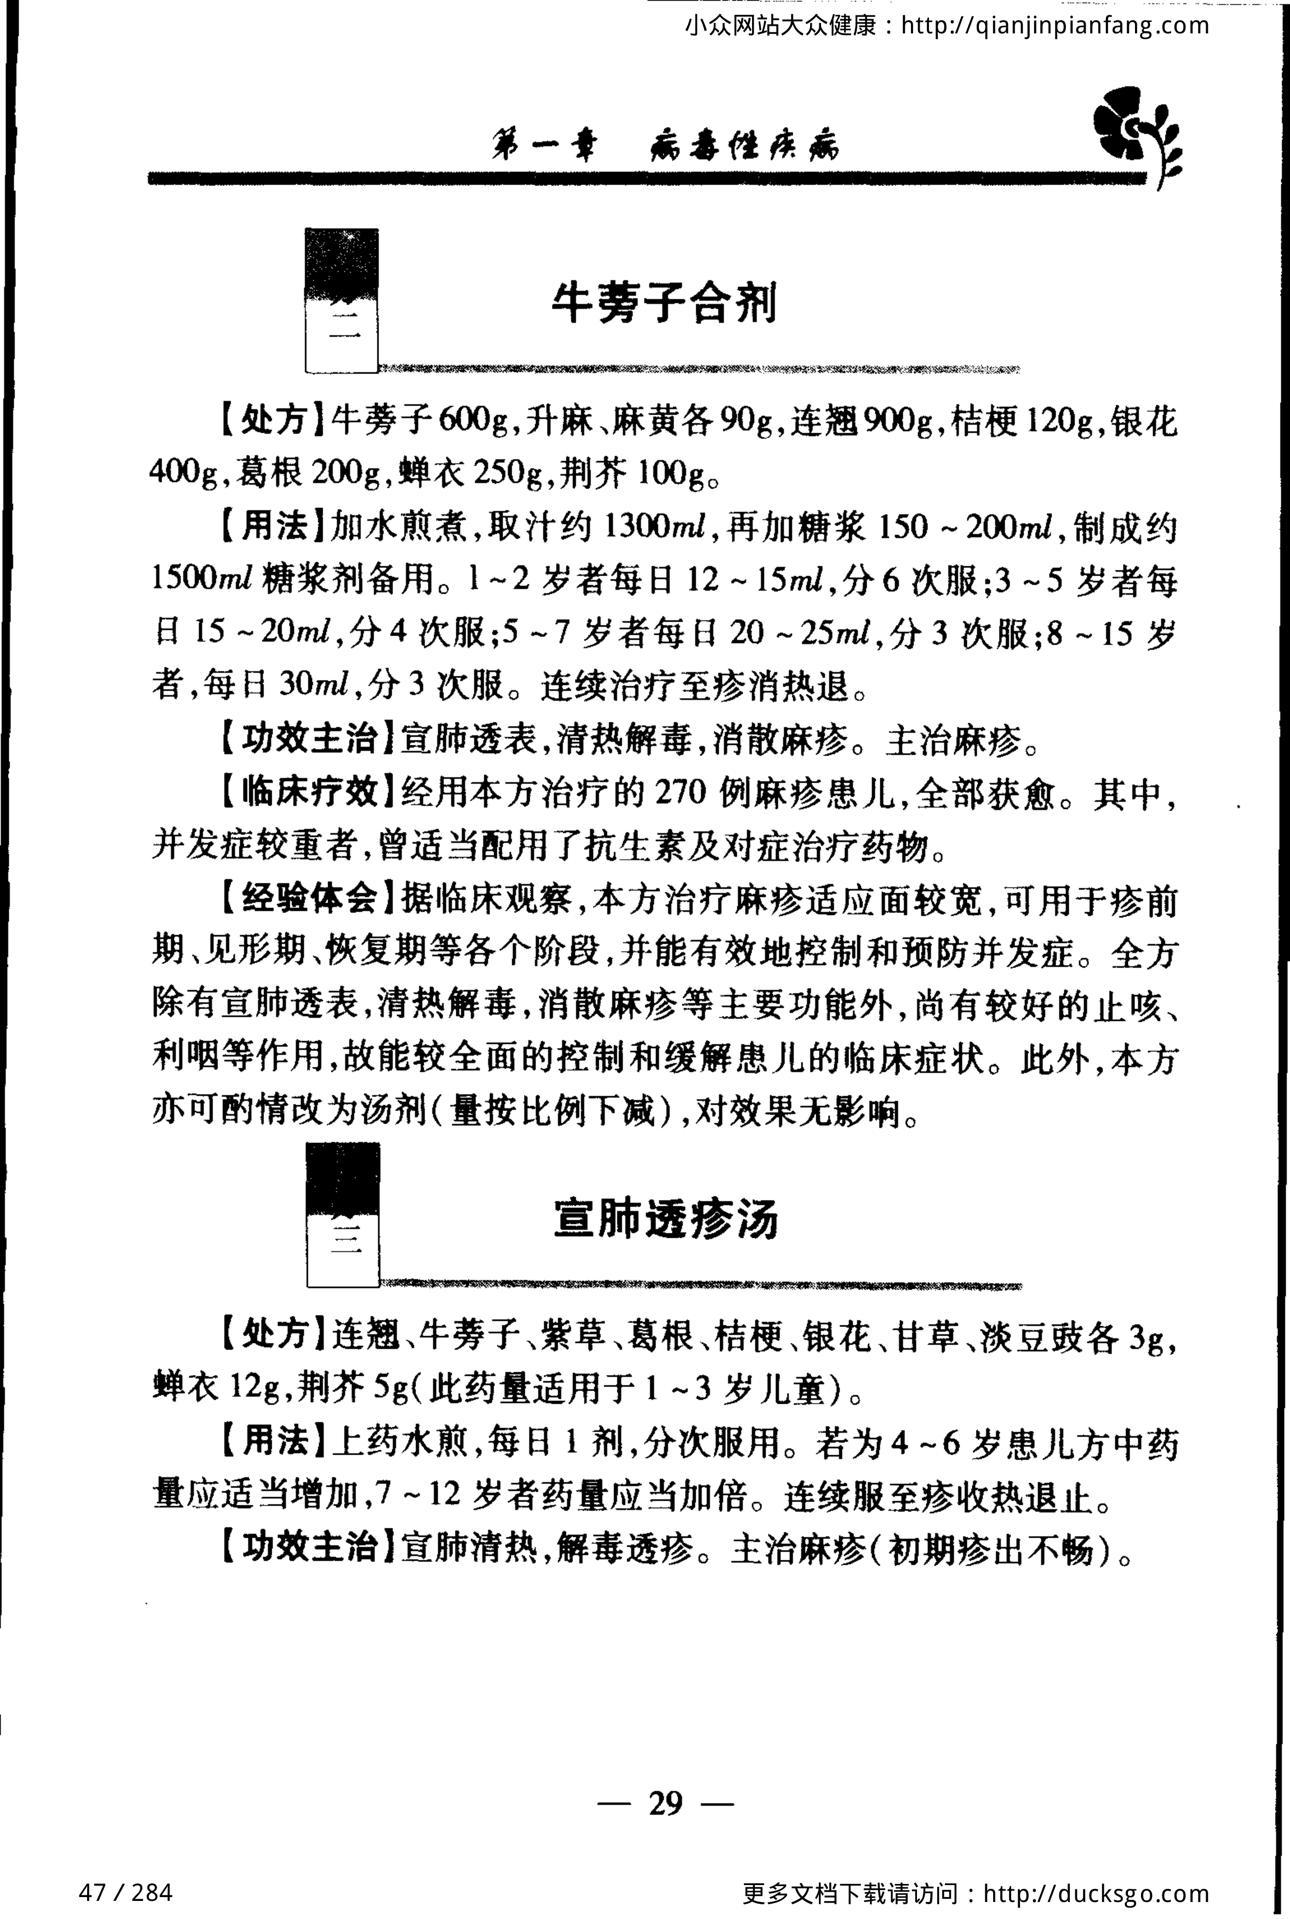 小众网站大众健康：http://qianjinpianfang.com
第一章 病毒性疾病
二
牛蒡子合剂
【处方】牛蒡子600g,升麻、麻黄各90g,连翘900g,桔梗120g,银花
400g,葛根200g,蝉衣250g,荆芥100g。
【用法】加水煎煮,取汁约1300ml,再加糖浆150~200ml,制成约
1500ml糖浆剂备用。1~2岁者每日12~15ml,分6次服;3~5岁者每
日15~20ml,分4次服;5~7岁者每日20~25ml,分3次服;8~15岁
者,每日30ml,分3次服。连续治疗至疹消热退。
【功效主治】宣肺透表,清热解毒,消散麻疹。主治麻疹。
【临床疗效】经用本方治疗的270例麻疹患儿,全部获愈。其中,
并发症较重者,曾适当配用了抗生素及对症治疗药物。
【经验体会】据临床观察,本方治疗麻疹适应面较宽,可用于疹前
期、见形期、恢复期等各个阶段,并能有效地控制和预防并发症。全方
除有宣肺透表,清热解毒,消散麻疹等主要功能外,尚有较好的止咳、
利咽等作用,故能较全面的控制和缓解患儿的临床症状。此外,本方
亦可酌情改为汤剂(量按比例下减),对效果无影响。
三
宣肺透疹汤
【处方】连翘、牛蒡子、紫草、葛根、桔梗、银花、甘草、淡豆豉各3g,
蝉衣12g,荆芥5g(此药量适用于1~3岁儿童)。
【用法】上药水煎,每日1剂,分次服用。若为4~6岁患儿方中药
量应适当增加,7~12岁者药量应当加倍。连续服至疹收热退止。
【功效主治】宣肺清热,解毒透疹。主治麻疹(初期疹出不畅)。
— 29 —
47 / 284
更多文档下载请访问：http://ducksgo.com